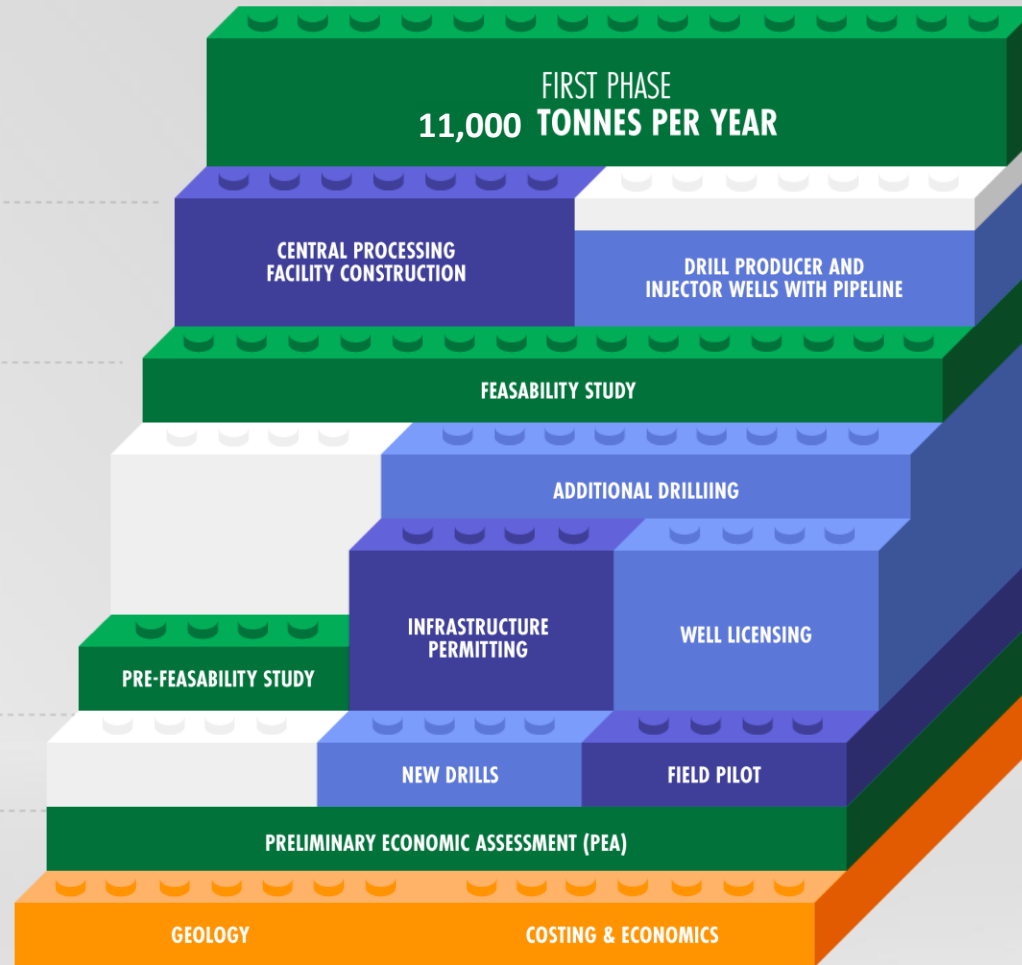 FIRST PHASE
11,000 TONNES PER YEAR
CENTRAL PROCESSING
FACILITY CONSTRUCTION
DRILL PRODUCER AND
INJECTOR WELLS WITH PIPELINE
FEASABILITY STUDY
ADDITIONAL DRILLIING
INFRASTRUCTURE
PERMITTING
WELL LICENSING
PRE-FEASABILITY STUDY
NEW DRILLS
FIELD PILOT
PRELIMINARY ECONOMIC ASSESSMENT (PEA)
GEOLOGY
COSTING & ECONOMICS